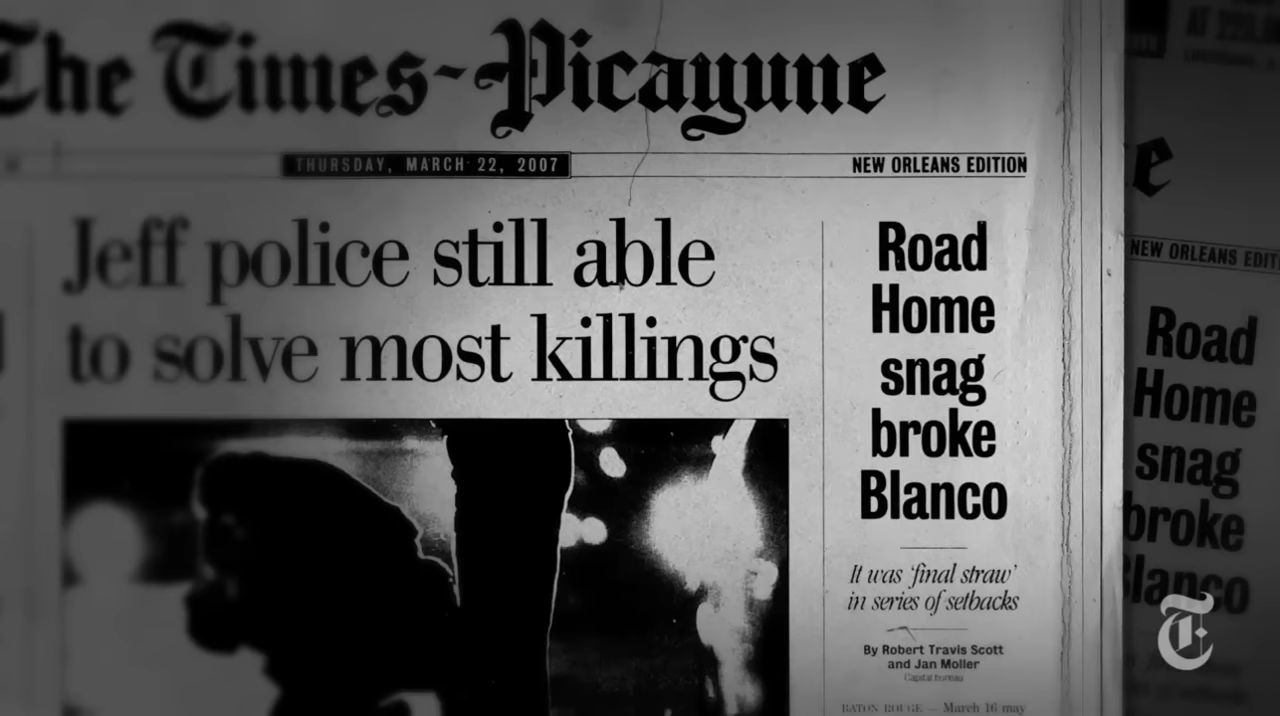 The Times-Picayune
THURSDAY, MARCH 22, 2007
NEW ORLEANS EDITION
Jeff police still able
to solve most killings
Road
Home
snag
broke
Blanco
It was 'final straw'
in series of setbacks
By Robert Travis Scott
and Jan Moller
Capital bureau
BATON ROUGE — March 16 may
e
NEW ORLEANS EDIT
Road
Home
snag
broke
Blanco
T